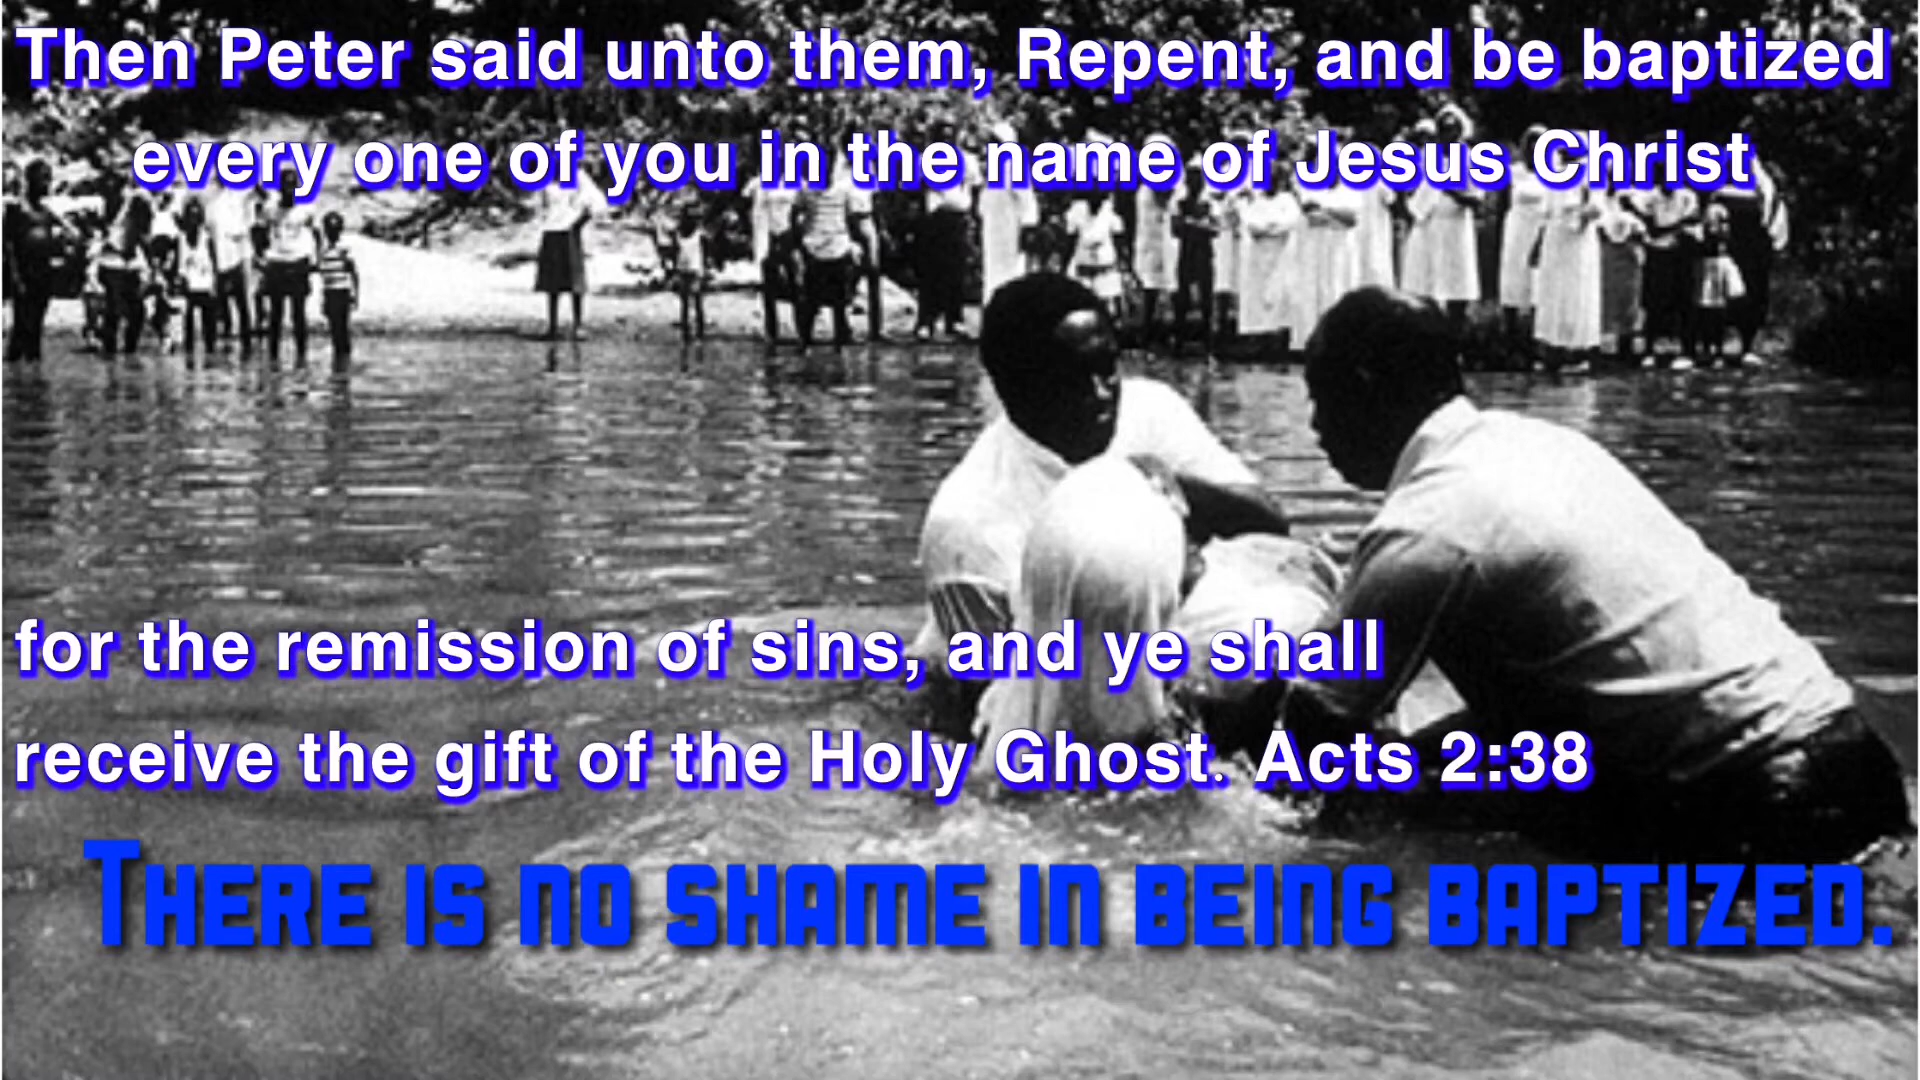 Then Peter said unto them, Repent, and be baptized
every one of you in the name of Jesus Christ
for the remission of sins, and ye shall
receive the gift of the Holy Ghost. Acts 2:38
There is no shame in being baptized.